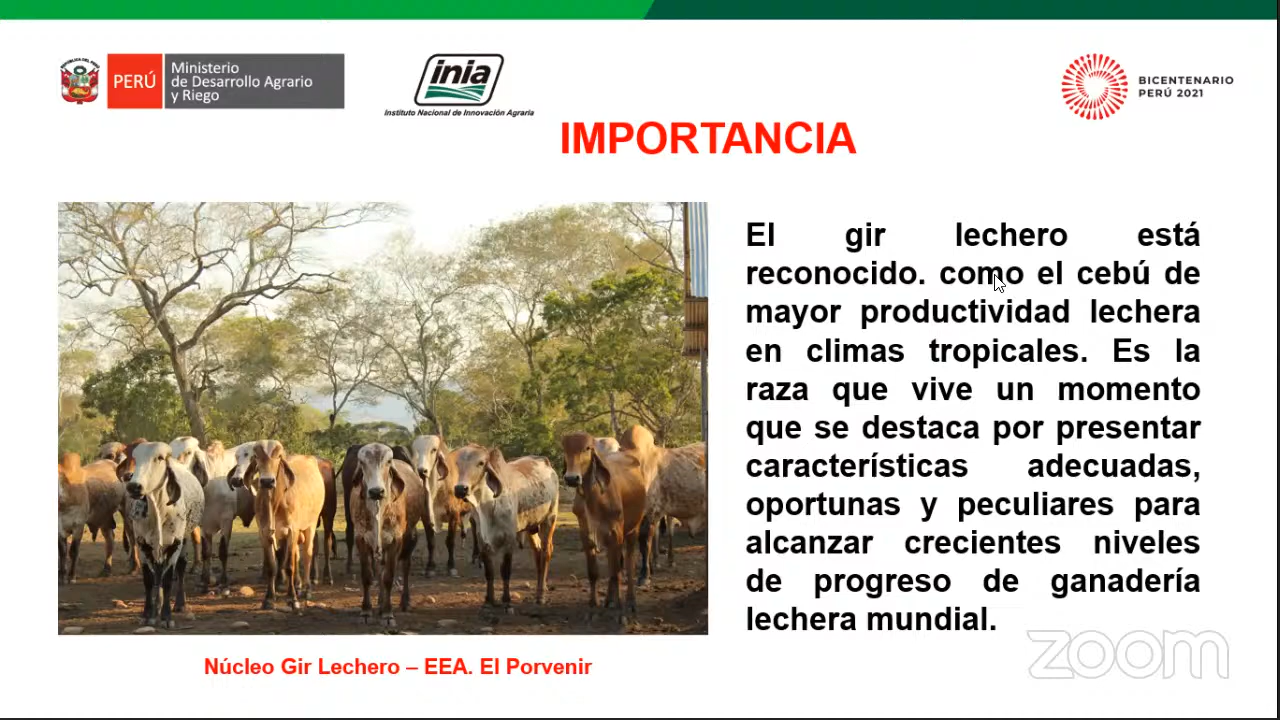 PERÚ
Ministerio
de Desarrollo Agrario
y Riego
inia
Instituto Nacional de Innovación Agraria
BICENTENARIO
PERÚ 2021
IMPORTANCIA
El gir lechero está
reconocido. como el cebú de
mayor productividad lechera
en climas tropicales. Es la
raza que vive un momento
que se destaca por presentar
características adecuadas,
oportunas y peculiares para
alcanzar crecientes niveles
de progreso de ganadería
lechera mundial.
Núcleo Gir Lechero – EEA. El Porvenir
zoom